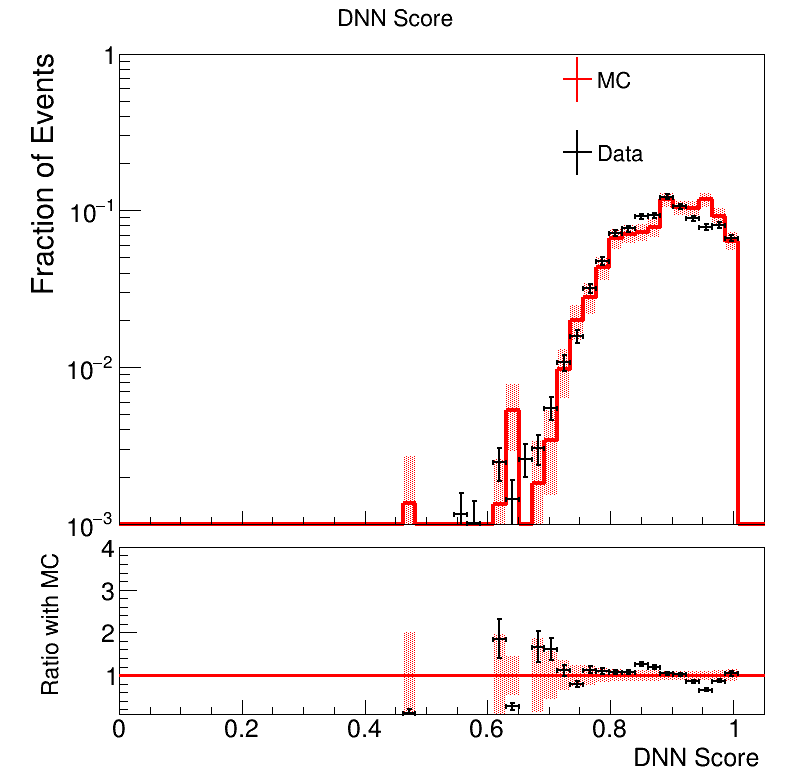 DNN Score
Fraction of Events
1
10⁻¹
10⁻²
10⁻³
MC
Data
Ratio with MC
4
3
2
1
0 0.2 0.4 0.6 0.8 1
DNN Score